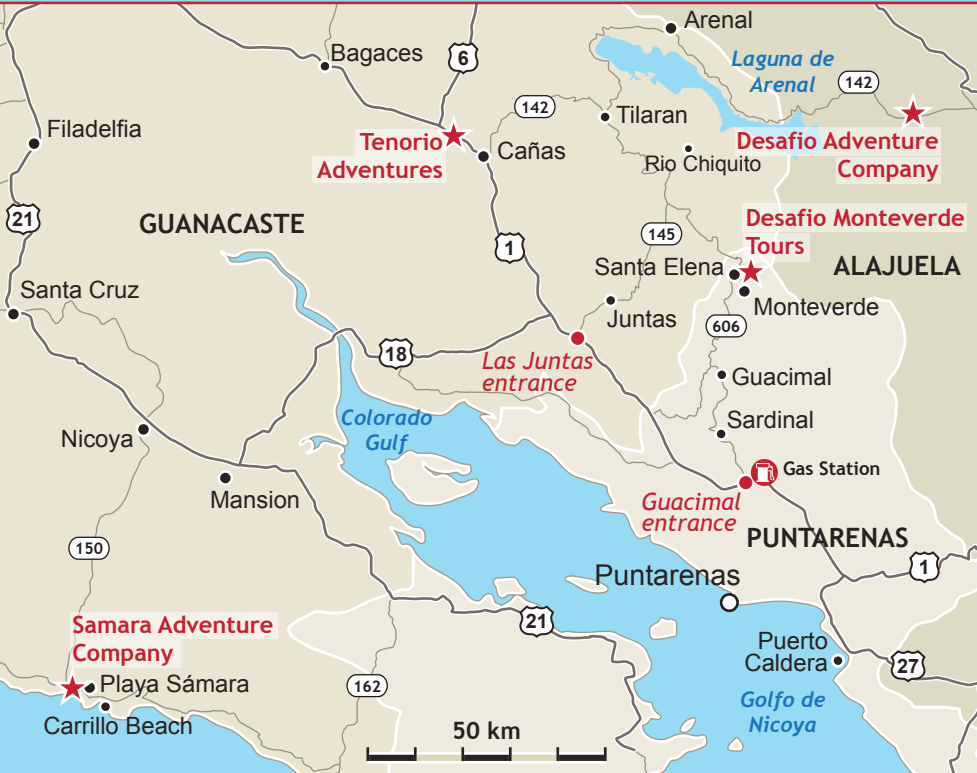 Arenal
Bagaces
6
Laguna de
Arenal
142
142
Filadelfia
Tenorio
Adventures
Cañas
Tilaran
Rio Chiquito
Desafio Adventure
Company
21
GUANACASTE
1
145
Desafio Monteverde
Tours
Santa Elena
ALAJUELA
Monteverde
Santa Cruz
Juntas
606
18
Las Juntas
entrance
Guacimal
Colorado
Gulf
Sardinal
Nicoya
Gas Station
Mansion
Guacimal
entrance
PUNTARENAS
150
1
Puntarenas
21
Samara Adventure
Company
Puerto
Caldera
27
Playa Sámara
162
Golfo de
Nicoya
Carrillo Beach
50 km